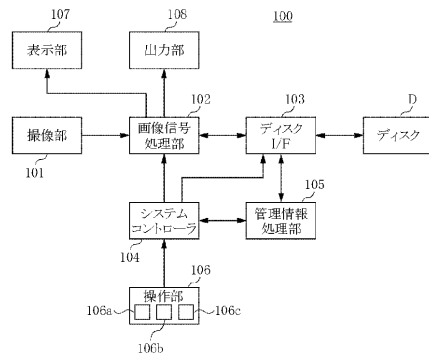 107
108
100
表示部
出力部
102
103
D
撮像部
画像信号
処理部
ディスク
I/F
ディスク
101
105
システム
コントローラ
管理情報
処理部
104
106
操作部
106a
106c
106b